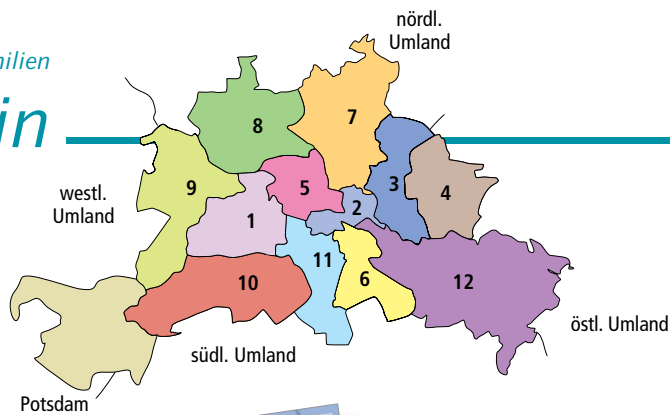 nördl.
Umland
milien
in
7
8
3
westl.
Umland
9
5
4
2
1
11
10
6
12
östl. Umland
südl. Umland
Potsdam